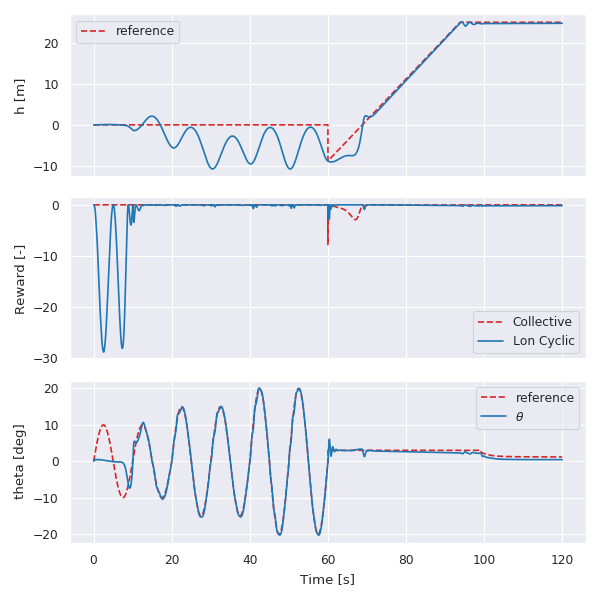 reference
h [m]
20
10
0
−10
Reward [-]
0
−10
−20
−30
Collective
Lon Cyclic
theta [deg]
20
10
0
−10
−20
reference
θ
0 20 40 60 80 100 120
Time [s]